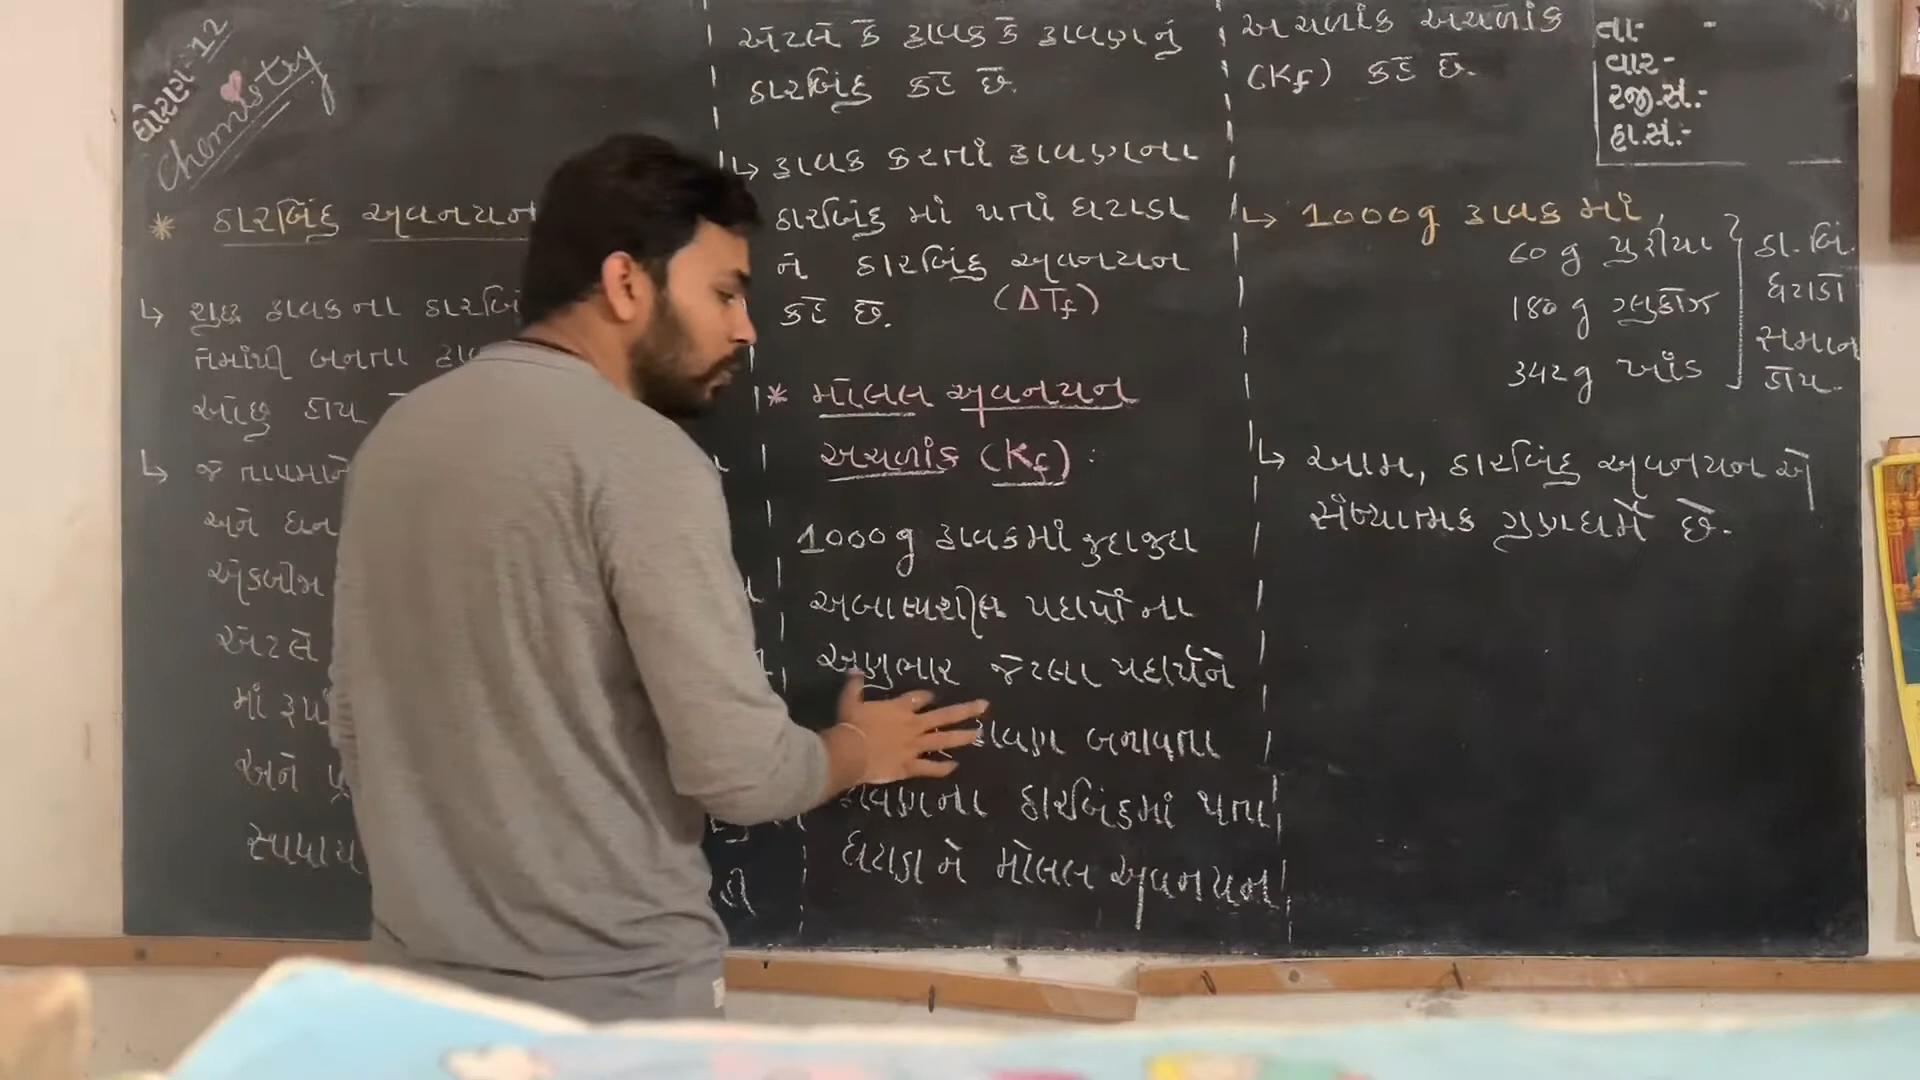 ધોરણ-12
Chemistry
* ઠારબિંદુ અવનયન
↳ શુદ્ધ દ્રાવકના ઠારબિં
તેમાંથી બનતા દ્રાવ
ઓછુ હોય
↳ જે તાપમાને
અને ઘન
એકબીજા
એટલે
માં રૂપ
અને
સ્થાપાય
એટલે કે દ્રાવક કે દ્રાવણનું
ઠારબિંદુ કહે છે.
↳ દ્રાવક કરતાં દ્રાવણના
ઠારબિંદુ માં થતાં ઘટાડા
ને ઠારબિંદુ અવનયન
કહે છે. (ΔTf)
* મોલલ અવનયન
અચળાંક (Kf) :
1000g દ્રાવકમાં જુદાજુદા
અબાષ્પશીલ પદાર્થોના
અણુભાર જેટલા પદાર્થને
દ્રાવણ બનાવતા
દ્રાવણના ઠારબિંદુમાં થતા
ઘટાડા ને મોલલ અવનયન
અચળાંક અચળાંક
(Kf) કહે છે.
તા:-
વાર-
રજી.સં.:-
હા.સં.:-
↳ 1000g દ્રાવકમાં,
60 g યુરીયા
180 g ગ્લુકોઝ
342g ખાંડ
ઠા. બિં.
ઘટાડો
સમાન
હોય.
↳ આમ, ઠારબિંદુ અવનયન એ
સંખ્યાત્મક ગુણધર્મ છે.